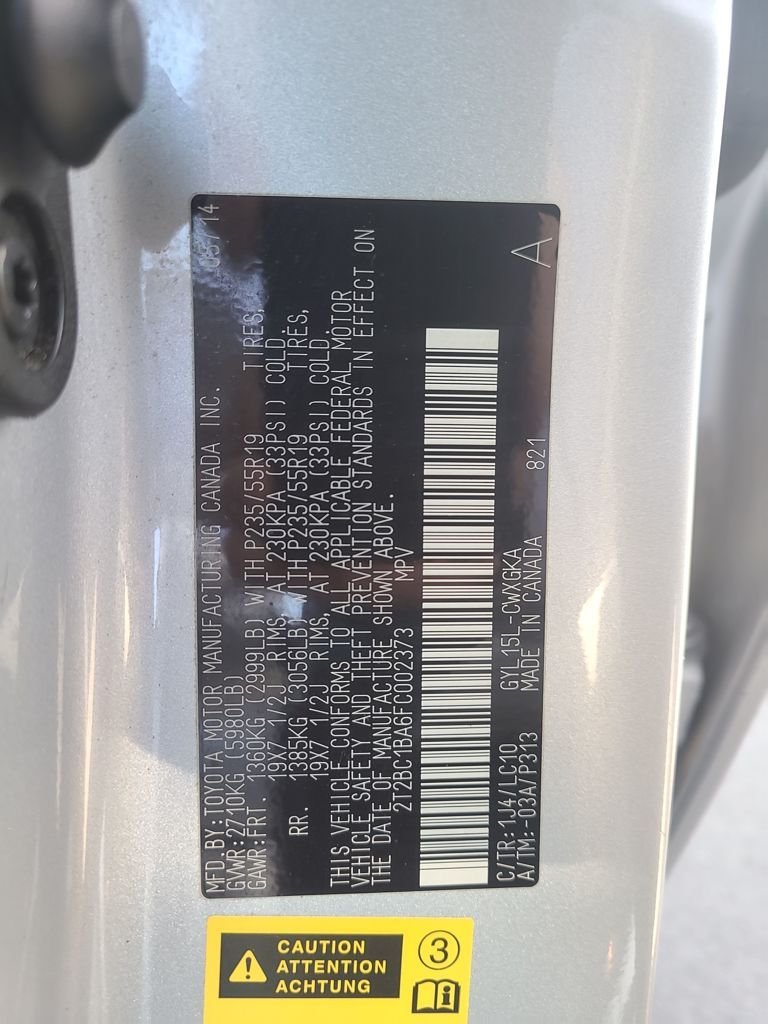 MFD.BY:TOYOTA MOTOR MANUFACTURING CANADA INC. 05/14
GVWR:2710KG (5980LB)
GAWR:FRT. 1360KG (2999LB) WITH P235/55R19 TIRES,
19X7 1/2J RIMS, AT 230KPA (33PSI) COLD.
RR. 1385KG (3056LB) WITH P235/55R19 TIRES,
19X7 1/2J RIMS, AT 230KPA (33PSI) COLD.
THIS VEHICLE CONFORMS TO ALL APPLICABLE FEDERAL MOTOR
VEHICLE SAFETY AND THEFT PREVENTION STANDARDS IN EFFECT ON
THE DATE OF MANUFACTURE SHOWN ABOVE.
2T2BC1BA6FC002373 MPV
C/TR:1J4/LC10 GYL15L-CWXGKA
A/TM:-03A/P313 MADE IN CANADA 821
A
CAUTION
ATTENTION
ACHTUNG
3